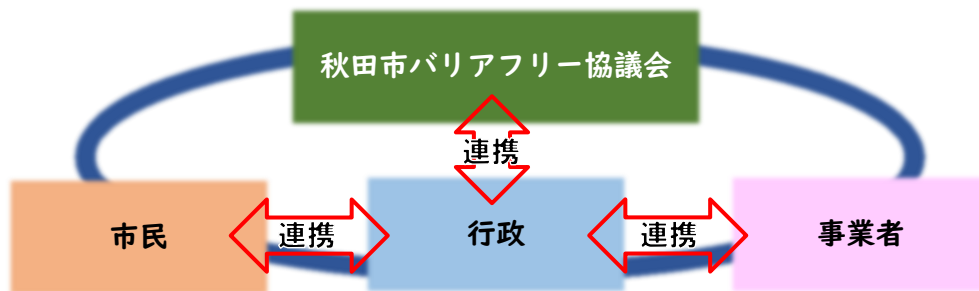 秋田市バリアフリー協議会
連携
市民
連携
行政
連携
事業者